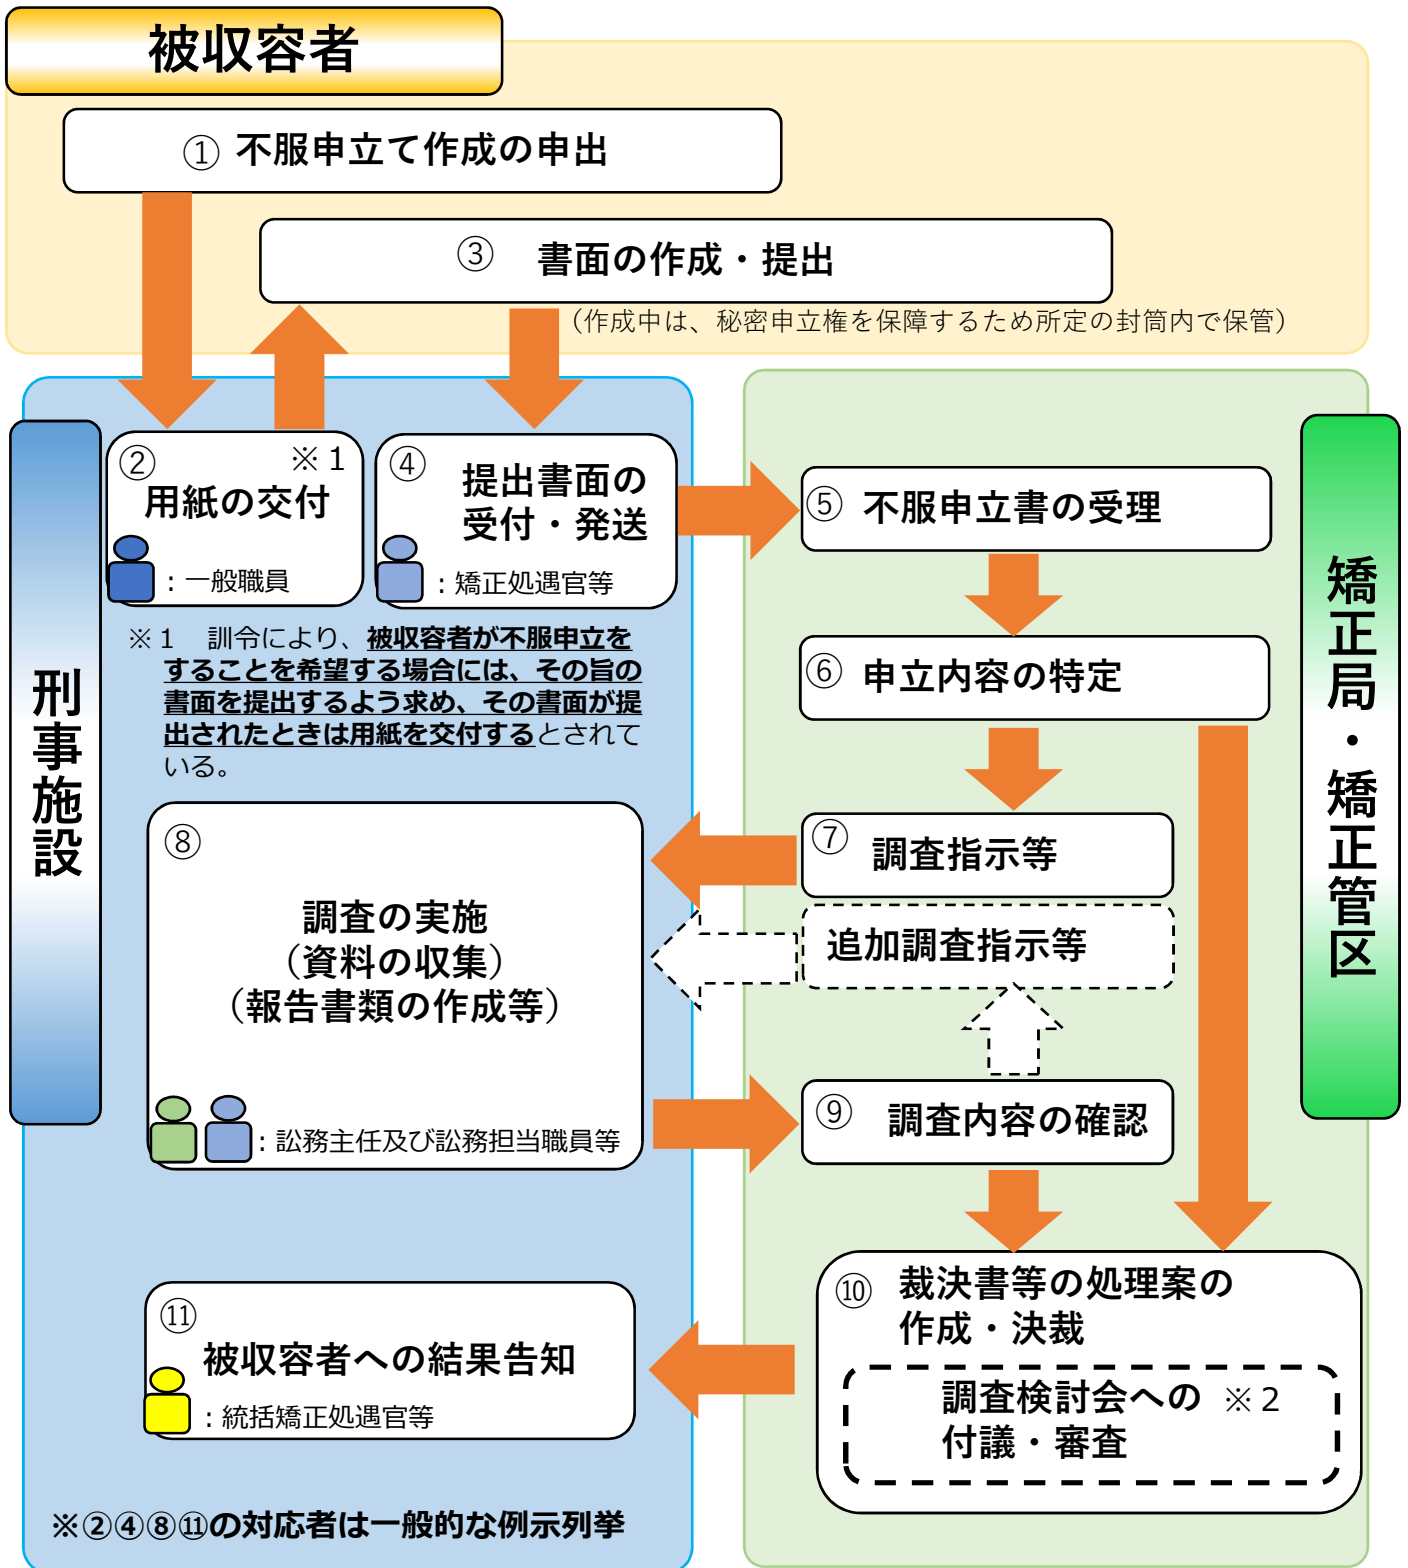 被収容者
① 不服申立て作成の申出
③ 書面の作成・提出
（作成中は、秘密申立権を保障するため所定の封筒内で保管）
刑事施設
② ※１
用紙の交付
：一般職員
④ 提出書面の
受付・発送
：矯正処遇官等
※１　訓令により、被収容者が不服申立を
することを希望する場合には、その旨の
書面を提出するよう求め、その書面が提
出されたときは用紙を交付するとされて
いる。
矯正局・矯正管区
⑤ 不服申立書の受理
⑥ 申立内容の特定
⑦ 調査指示等
追加調査指示等
⑧
調査の実施
（資料の収集）
（報告書類の作成等）
：訟務主任及び訟務担当職員等
⑨ 調査内容の確認
⑩ 裁決書等の処理案の
作成・決裁
調査検討会への ※２
付議・審査
⑪
被収容者への結果告知
：統括矯正処遇官等
※②④⑧⑪の対応者は一般的な例示列挙